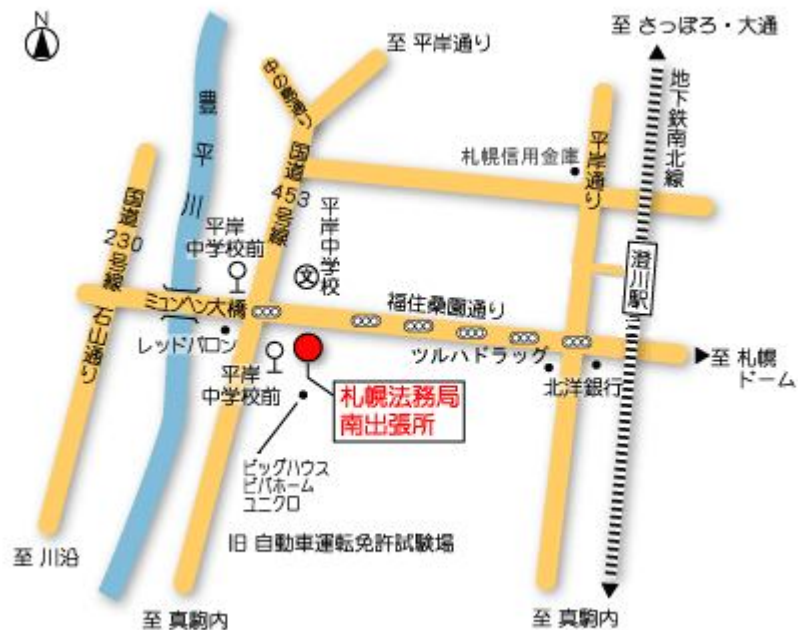 N
至 平岸通り
至 さっぽろ・大通
地下鉄南北線
豊平川
中の島通り
国道453号線
札幌信用金庫
平岸通り
国道230号線 石山通り
平岸
中学校前
平岸中学校
文
澄川駅
ミュンヘン大橋
福住桑園通り
レッドバロン
ツルハドラッグ
至 札幌
ドーム
平岸
中学校前
北洋銀行
札幌法務局
南出張所
ビッグハウス
ビバホーム
ユニクロ
旧 自動車運転免許試験場
至 川沿
至 真駒内
至 真駒内